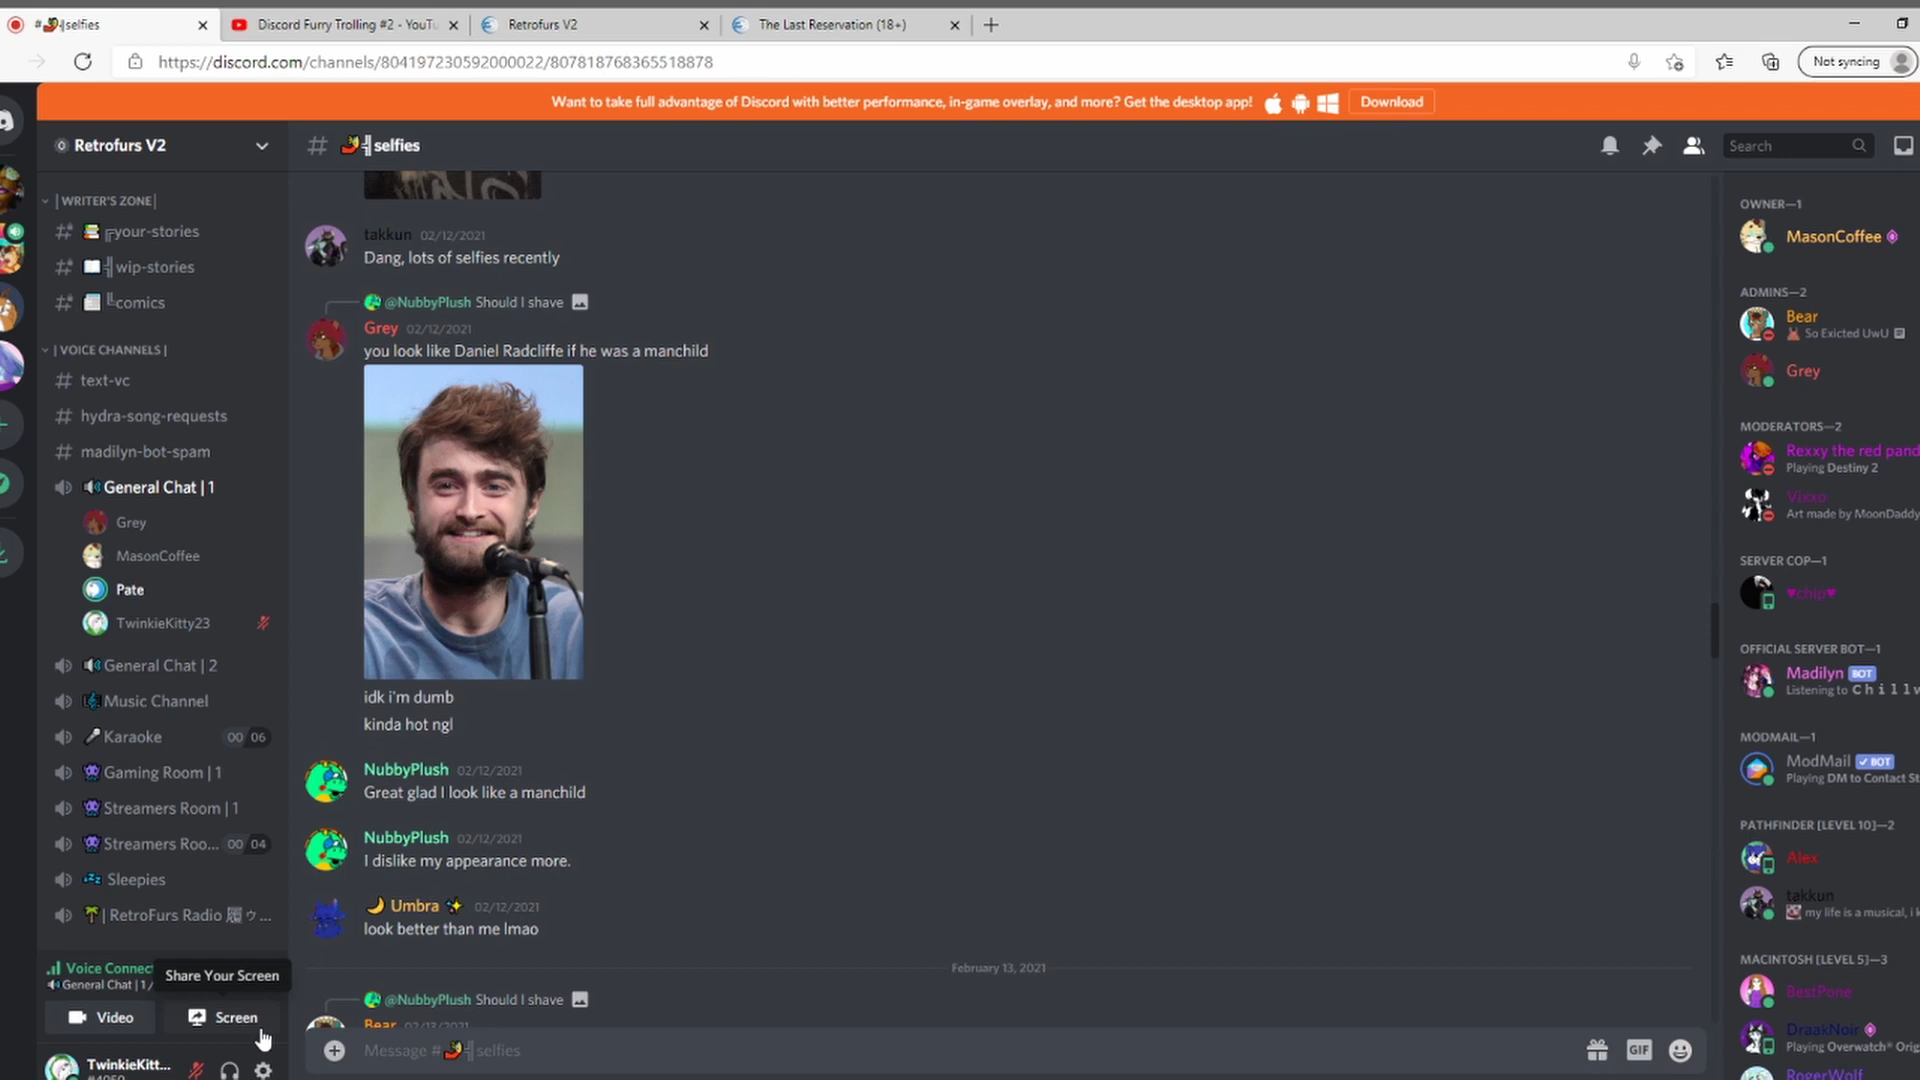 selfies
Discord Furry Trolling #2 - YouTu
Retrofurs V2
The Last Reservation (18+)
https://discord.com/channels/804197230592000022/807818768365518878
Not syncing
Want to take full advantage of Discord with better performance, in-game overlay, and more? Get the desktop app!
Download
Retrofurs V2
# selfies
Search
| WRITER'S ZONE |
╔your-stories
╣wip-stories
╚comics
| VOICE CHANNELS |
# text-vc
# hydra-song-requests
# madilyn-bot-spam
General Chat | 1
Grey
MasonCoffee
Pate
TwinkieKitty23
General Chat | 2
Music Channel
Karaoke 00 06
Gaming Room | 1
Streamers Room | 1
Streamers Roo... 00 04
Sleepies
| RetroFurs Radio
Voice Connect
General Chat | 1 /
Share Your Screen
Video
Screen
TwinkieKitt...
takkun 02/12/2021
Dang, lots of selfies recently
@NubbyPlush Should I shave
Grey 02/12/2021
you look like Daniel Radcliffe if he was a manchild
idk i'm dumb
kinda hot ngl
NubbyPlush 02/12/2021
Great glad I look like a manchild
NubbyPlush 02/12/2021
I dislike my appearance more.
Umbra 02/12/2021
look better than me lmao
February 13, 2021
@NubbyPlush Should I shave
Bear 02/13/2021
Message # selfies
GIF
OWNER—1
MasonCoffee
ADMINS—2
Bear
So Exicted UwU
Grey
MODERATORS—2
Rexxy the red pand
Playing Destiny 2
Vixxo
Art made by MoonDaddy
SERVER COP—1
♥chip♥
OFFICIAL SERVER BOT—1
Madilyn BOT
Listening to C h i l l w
MODMAIL—1
ModMail ✓ BOT
Playing DM to Contact St
PATHFINDER [LEVEL 10]—2
Alex
takkun
my life is a musical, i k
MACINTOSH [LEVEL 5]—3
BestPone
DraakNoir
Playing Overwatch® Orig
RogerWolf